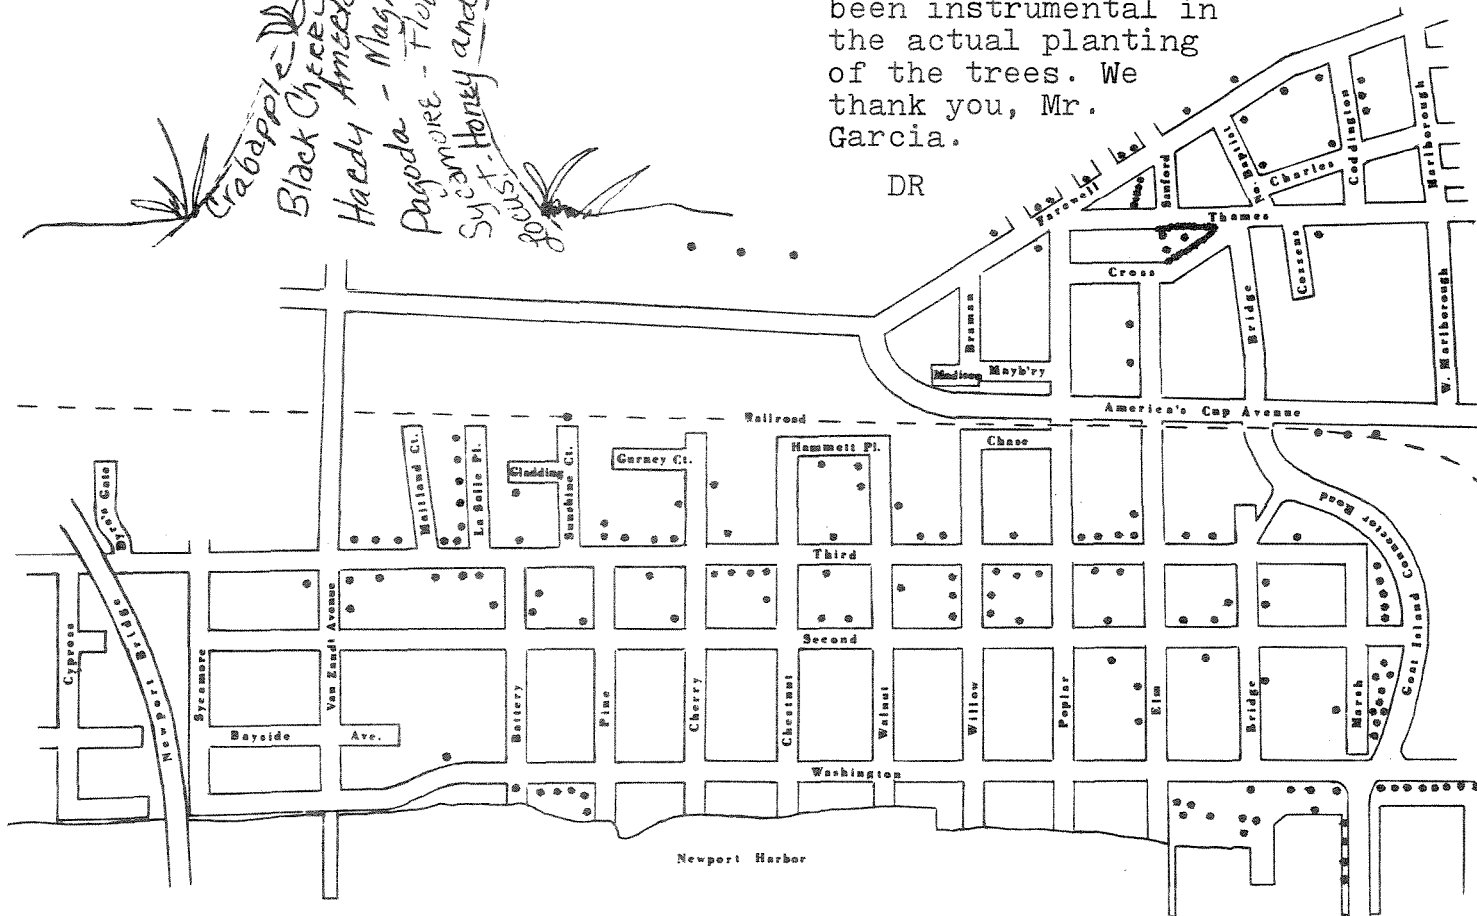 been instrumental in
the actual planting
of the trees. We
thank you, Mr.
Garcia.
DR
Crabapple
Black Cherry
Hardy
Pagoda -
Sycamore -
Honey and
Locust.
Farewell
Sanford
No. Baptist
Charles
Coddington
Marlborough
Thames
Cross
Cozzens
Bridge
W. Marlborough
Braman
Madison
Mayb'ry
America's Cup Avenue
Railroad
Chase
Hammett Pl.
Gurney Ct.
Gladding
Sunshine Ct.
La Salle Pl.
Maitland Ct.
Dyre's Gate
Goat Island Connector Road
Third
Second
Cypress
Newport Bridge
Sycamore
Van Zandt Avenue
Battery
Pine
Cherry
Chestnut
Walnut
Willow
Poplar
Elm
Bridge
Marsh
Bayside Ave.
Washington
Newport Harbor